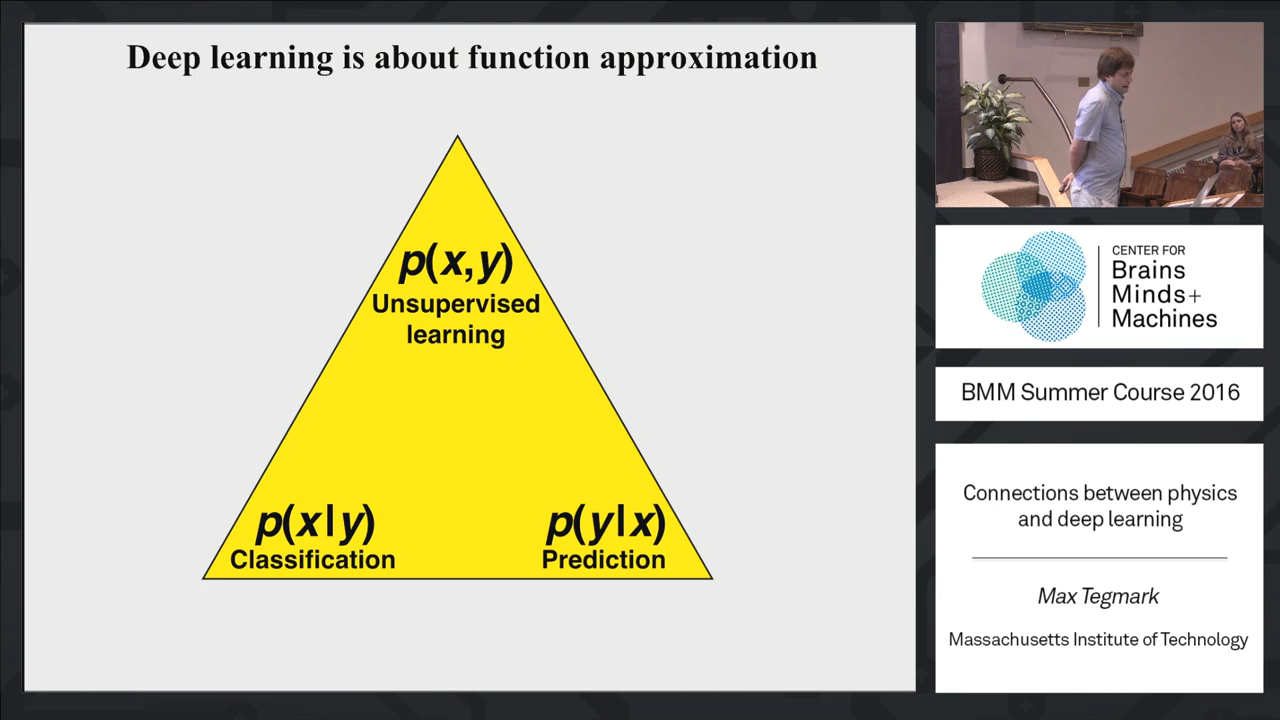 Deep learning is about function approximation
p(x,y)
Unsupervised
learning
p(x|y)
Classification
p(y|x)
Prediction
CENTER FOR
Brains
Minds+
Machines
BMM Summer Course 2016
Connections between physics
and deep learning
Max Tegmark
Massachusetts Institute of Technology